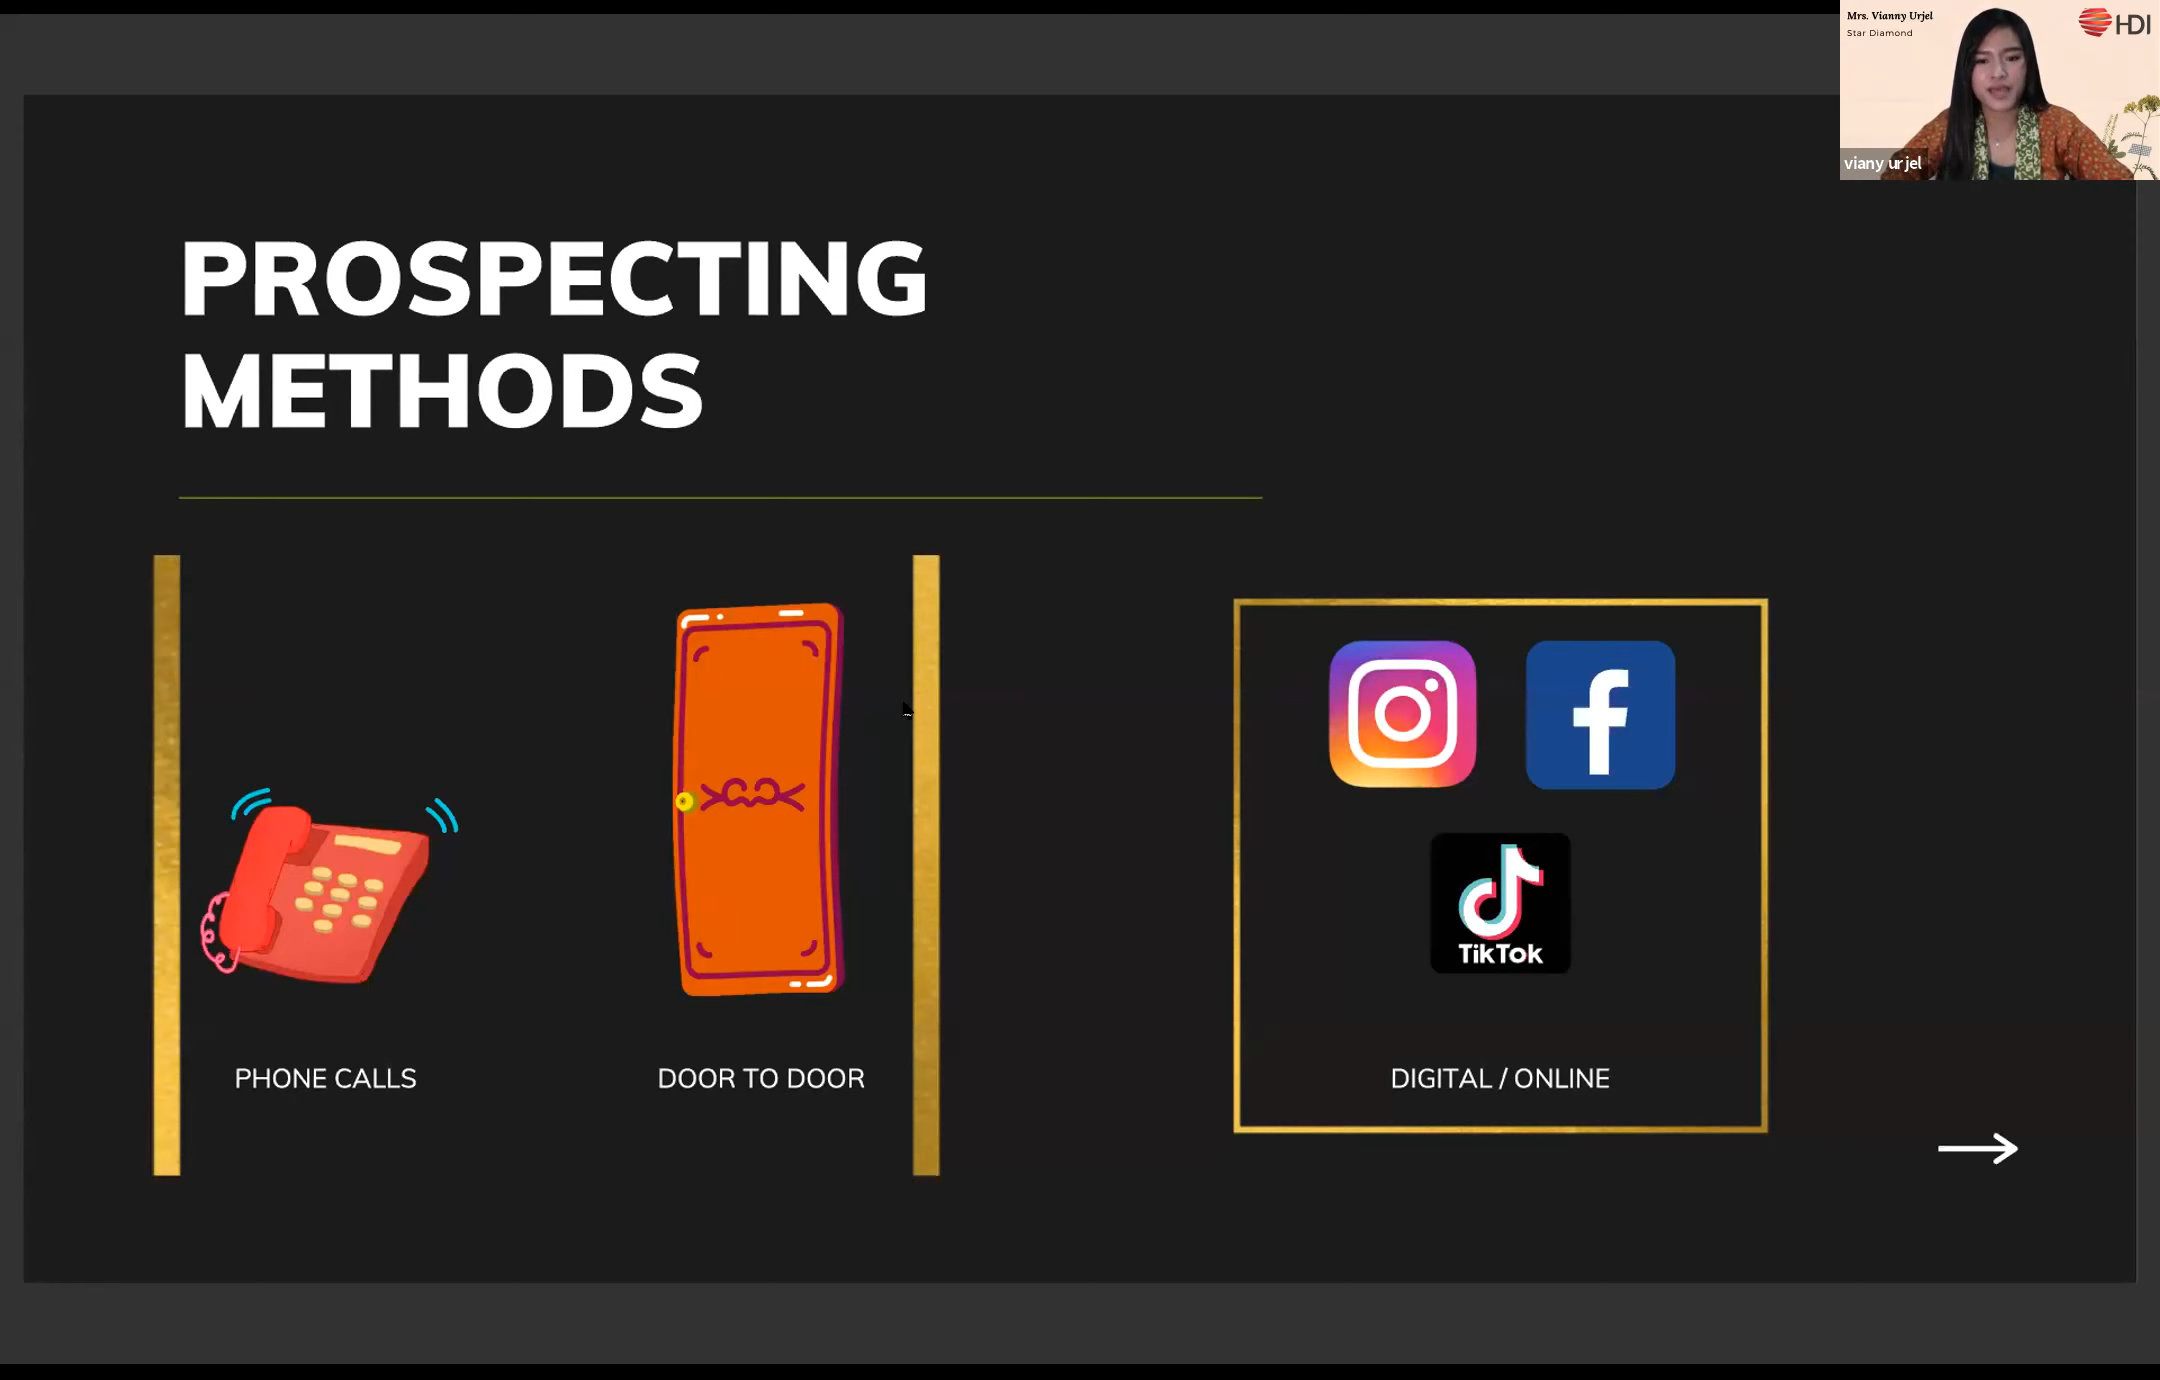 Mrs. Vianny Urjel
Star Diamond
HDI
viany urjel
PROSPECTING
METHODS
TikTok
PHONE CALLS
DOOR TO DOOR
DIGITAL / ONLINE